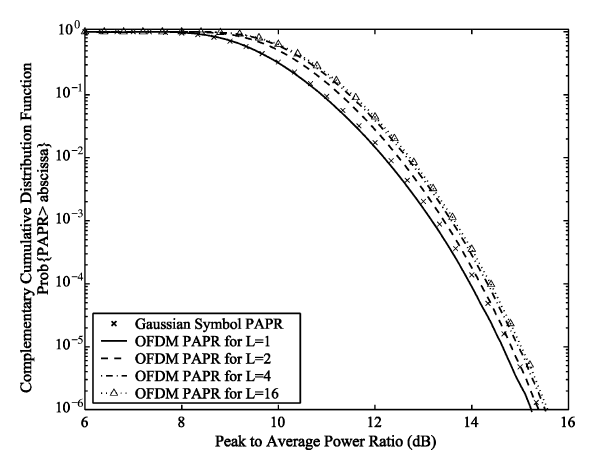 Complementary Cumulative Distribution Function
Prob{PAPR> abscissa}
10^0
10^-1
10^-2
10^-3
10^-4
10^-5
10^-6
Gaussian Symbol PAPR
OFDM PAPR for L=1
OFDM PAPR for L=2
OFDM PAPR for L=4
OFDM PAPR for L=16
6 8 10 12 14 16
Peak to Average Power Ratio (dB)